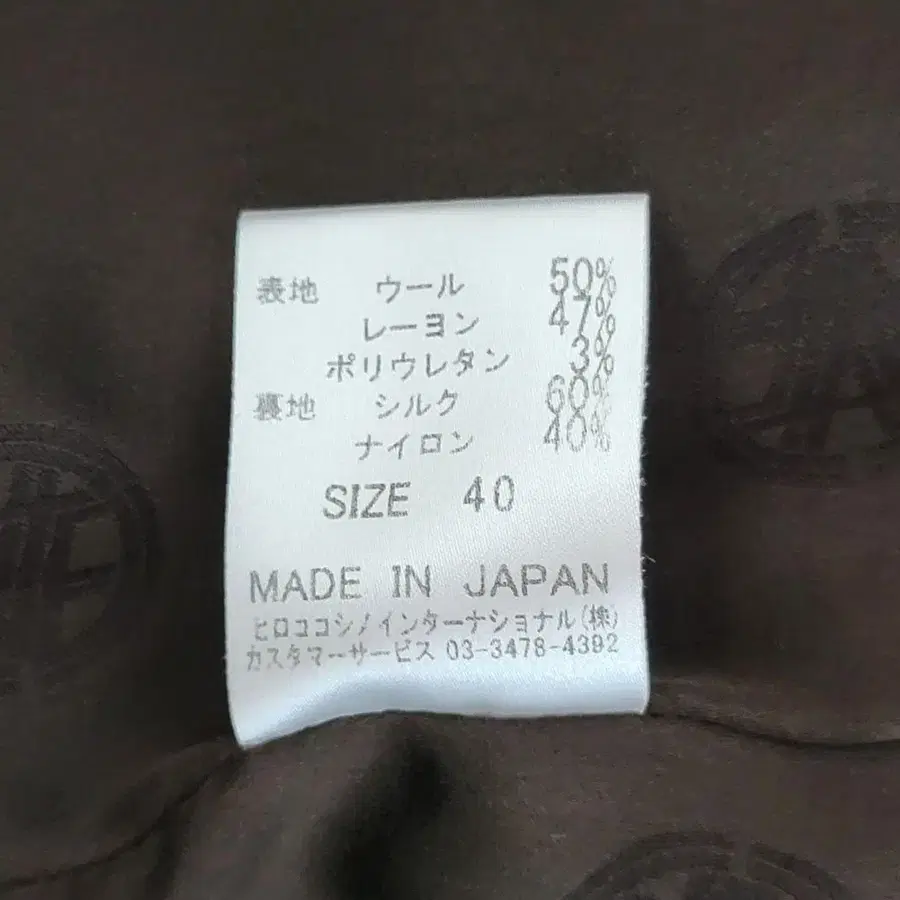 表地 ウール 50%
レーヨン 47%
ポリウレタン 3%
裏地 シルク 60%
ナイロン 40%
SIZE 40
MADE IN JAPAN
ヒロココシノインターナショナル(株)
カスタマーサービス 03-3478-4392